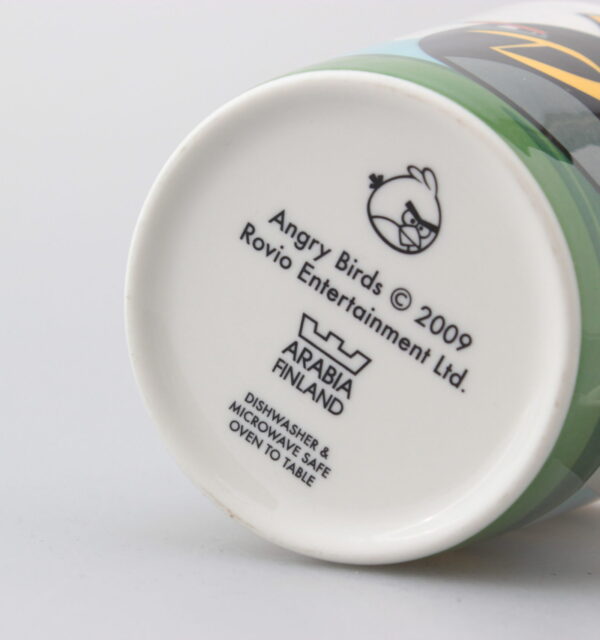 Angry Birds © 2009
Rovio Entertainment Ltd.
ARABIA
FINLAND
DISHWASHER &
MICROWAVE SAFE
OVEN TO TABLE